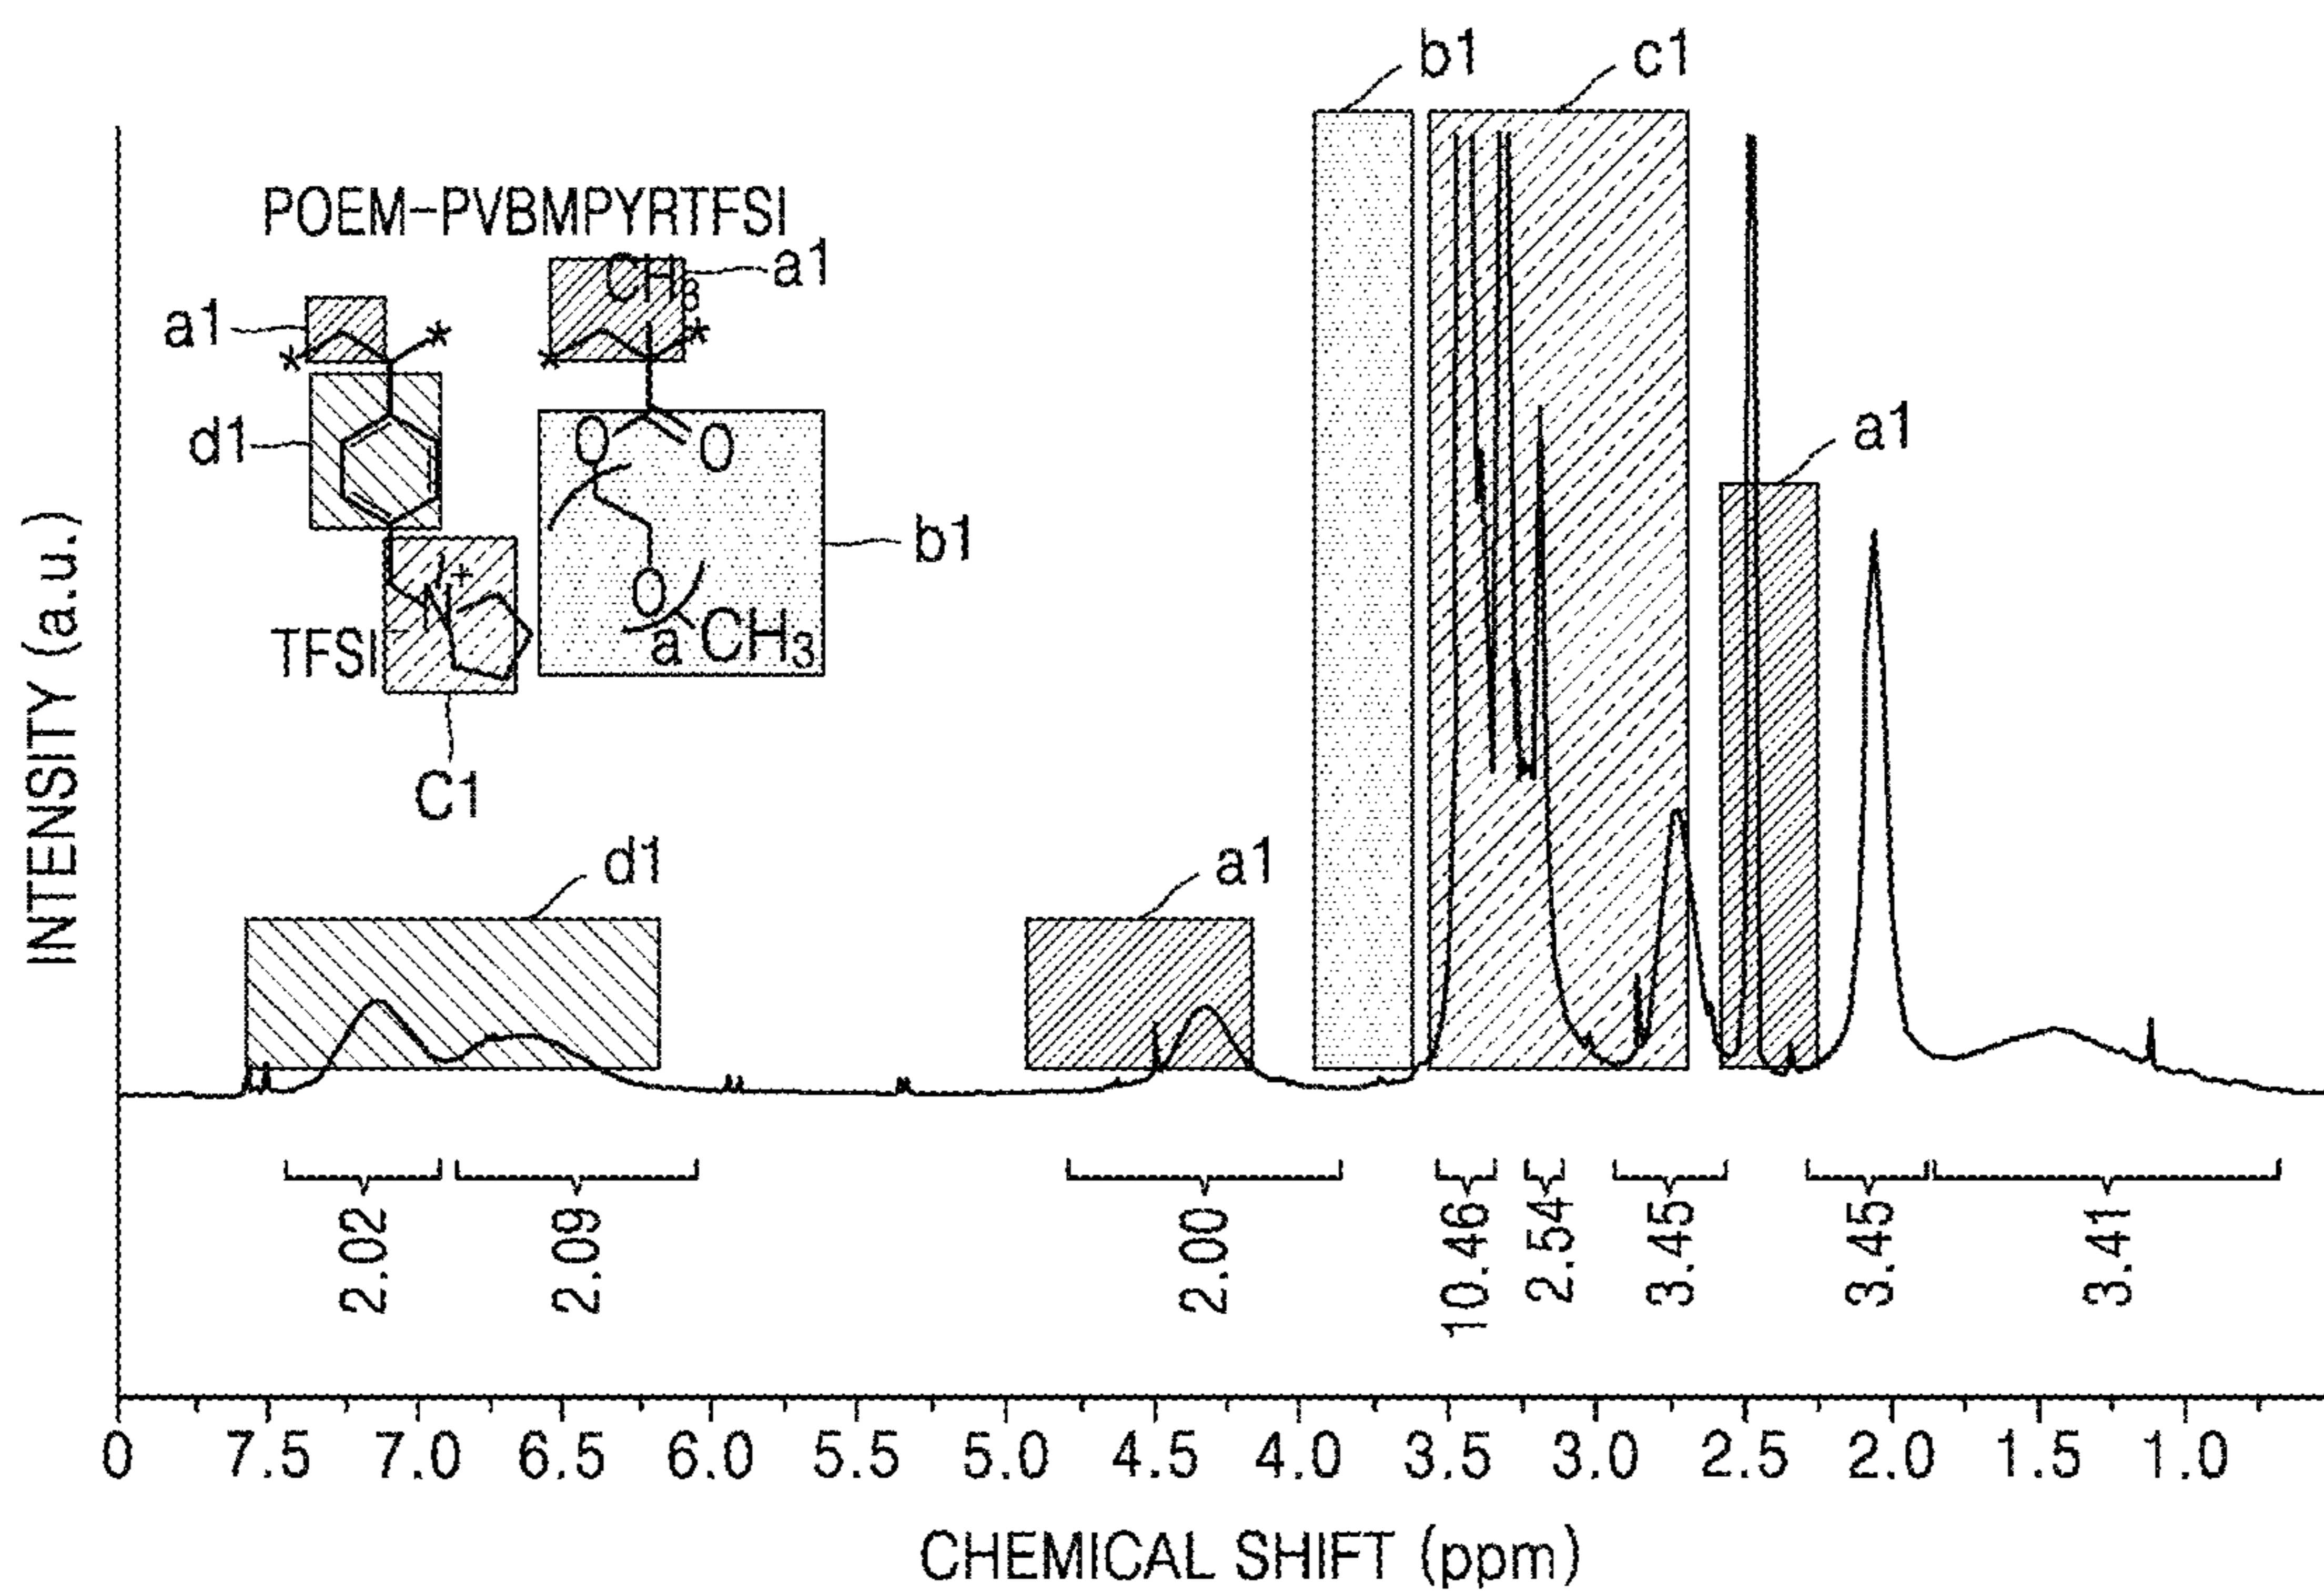 b1 c1
POEM-PVBMPYRTFSI
a1 CH3 a1
* * * *
d1 O O a1
N+ O b1
TFSI- a CH3
C1
d1 a1
INTENSITY (a.u.)
2.02 2.09 2.00 10.46 2.54 3.45 3.45 3.41
0 7.5 7.0 6.5 6.0 5.5 5.0 4.5 4.0 3.5 3.0 2.5 2.0 1.5 1.0
CHEMICAL SHIFT (ppm)